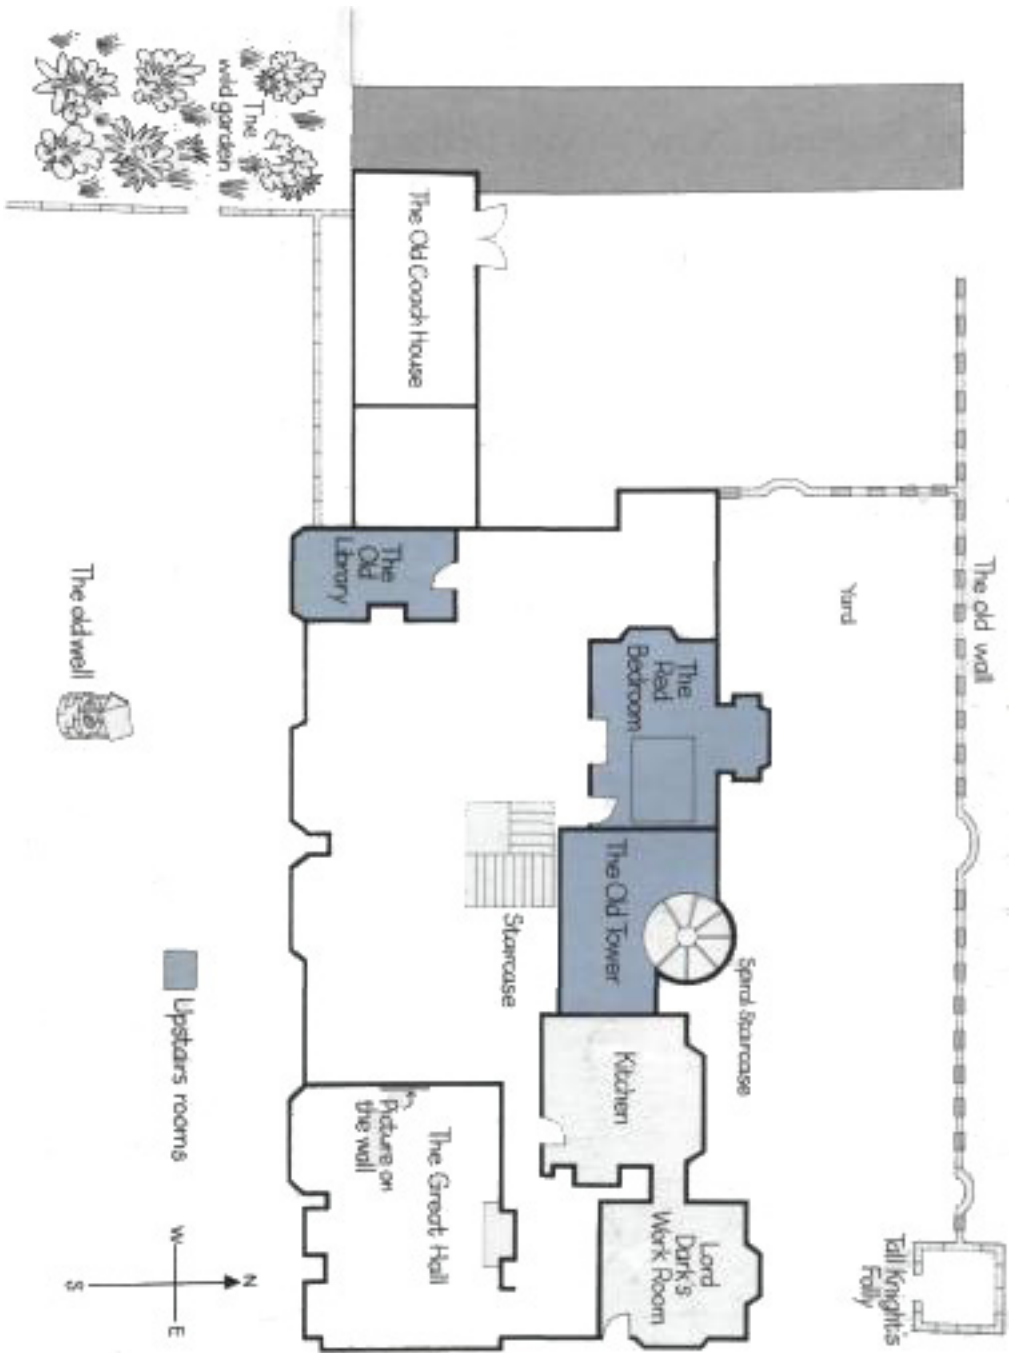 The old wall
Tall Knight's
Folly
Yard
Spiral Staircase
The
Red
Bedroom
The Old Tower
Kitchen
Lord
Dark's
Work Room
Staircase
The Old Coach House
The
Old
Library
The Great Hall
Picture on
the wall
The
wild garden
Upstairs rooms
N
W
E
S
The old well